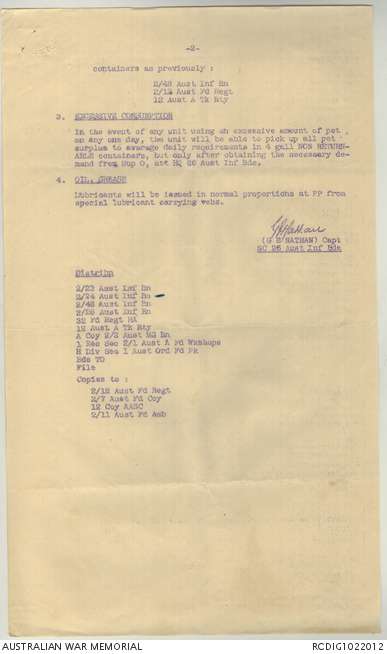 -2-
containers as previously :
2/48 Aust Inf Bn
2/12 Aust Fd Regt
12 Aust A Tk Bty
3. EXCESSIVE CONSUMPTION
In the event of any unit using an excessive amount of pet
on any one day, the unit will be able to pick up all pet
surplus to average daily requirements in 4 gall NON RETURN-
ABLE containers, but only after obtaining the necessary de-
mand from Sup O, att HQ 26 Aust Inf Bde.
4. OIL, GREASE
Lubricants will be issued in normal proportions at PP from
special lubricant carrying vehs.
(G B NATHAN) Capt
SC 26 Aust Inf Bde
Distribn
2/23 Aust Inf Bn
2/24 Aust Inf Bn
2/48 Aust Inf Bn
2/28 Aust Inf Bn
32 Fd Regt RA
12 Aust A Tk Bty
A Coy 2/3 Aust MG Bn
1 Rec Sec 2/1 Aust A Fd Wkshops
H Div Sec 1 Aust Ord Fd Pk
Bde TO
File
Copies to :
2/12 Aust Fd Regt
2/7 Aust Fd Coy
12 Coy AASC
2/11 Aust Fd Amb
AUSTRALIAN WAR MEMORIAL
RCDIG1022012